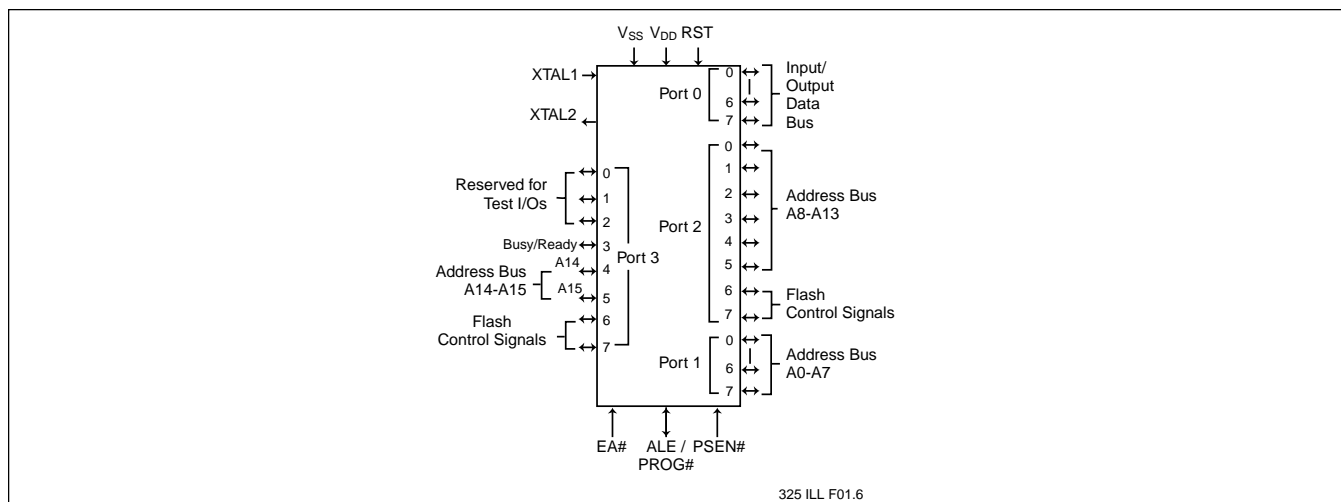 VSS VDD RST
XTAL1
XTAL2
Port 0
0
6
7
Input/
Output
Data
Bus
Port 2
0
1
2
3
4
5
6
7
Address Bus
A8-A13
Flash
Control Signals
Port 1
0
6
7
Address Bus
A0-A7
Reserved for
Test I/Os
Busy/Ready
Address Bus
A14-A15
A14
A15
Flash
Control Signals
0
1
2
3
4
5
6
7
Port 3
EA#
ALE /
PROG#
PSEN#
325 ILL F01.6